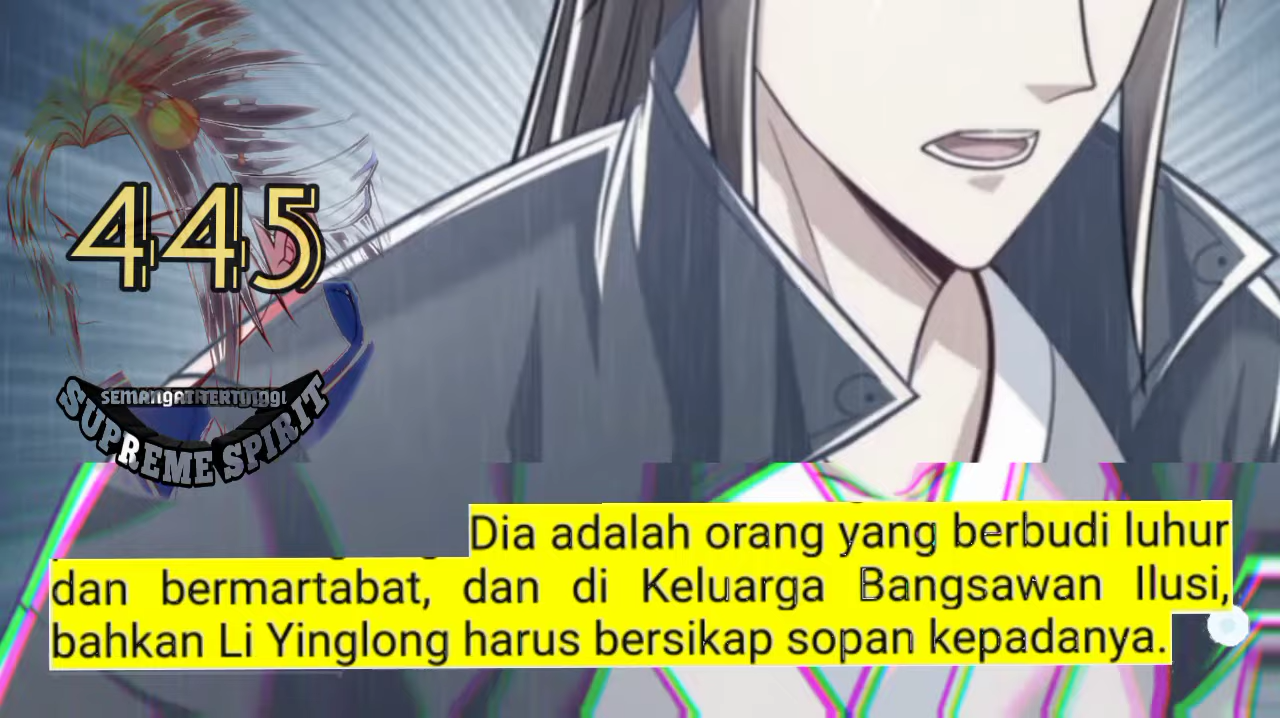 445
SUPREME SPIRIT
Dia adalah orang yang berbudi luhur
dan bermartabat, dan di Keluarga Bangsawan Ilusi,
bahkan Li Yinglong harus bersikap sopan kepadanya.